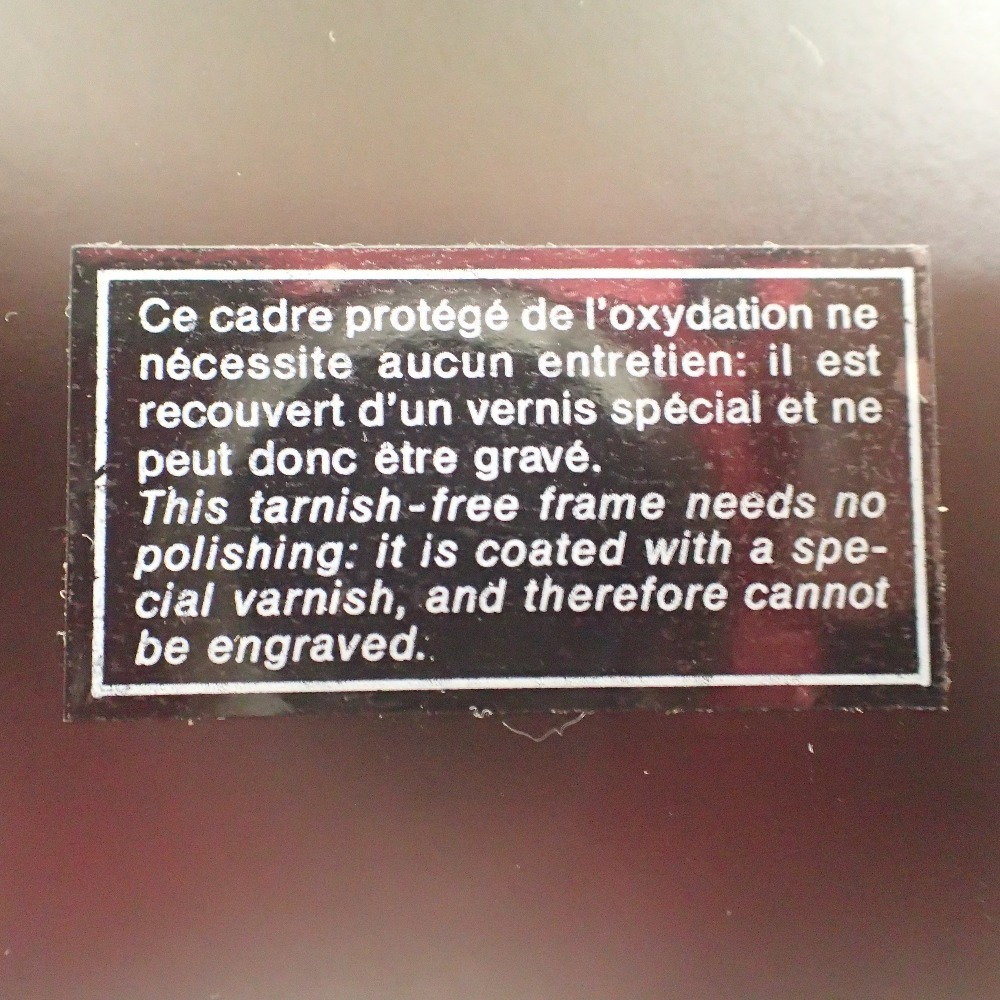 Ce cadre protégé de l'oxydation ne
nécessite aucun entretien: il est
recouvert d'un vernis spécial et ne
peut donc être gravé.
This tarnish-free frame needs no
polishing: it is coated with a spe-
cial varnish, and therefore cannot
be engraved.